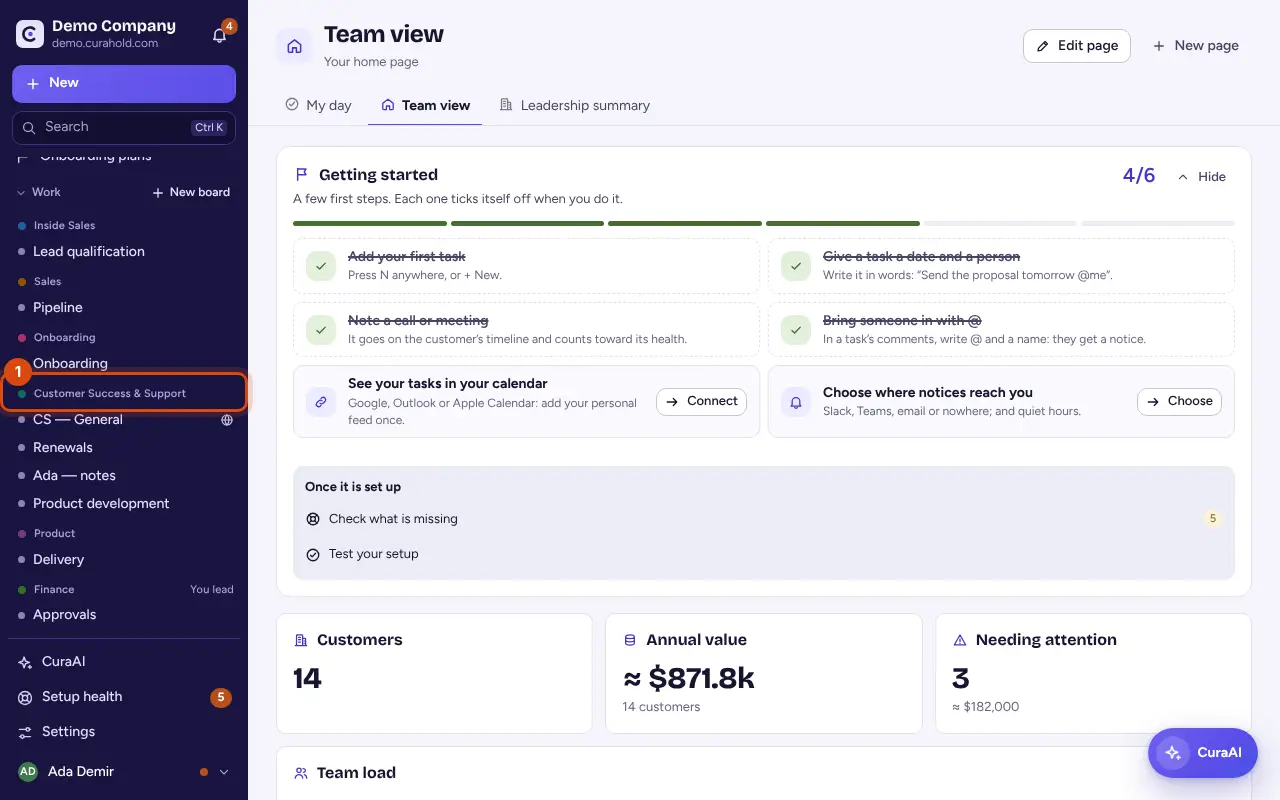 Demo Company
demo.curahold.com
4
New
Search
Ctrl K
Onboarding plans
Work
New board
Inside Sales
Lead qualification
Sales
Pipeline
Onboarding
Onboarding
1
Customer Success & Support
CS — General
Renewals
Ada — notes
Product development
Product
Delivery
Finance
You lead
Approvals
CuraAI
Setup health
5
Settings
AD
Ada Demir
Team view
Your home page
Edit page
New page
My day
Team view
Leadership summary
Getting started
4/6
Hide
A few first steps. Each one ticks itself off when you do it.
Add your first task
Press N anywhere, or + New.
Give a task a date and a person
Write it in words: “Send the proposal tomorrow @me”.
Note a call or meeting
It goes on the customer’s timeline and counts toward its health.
Bring someone in with @
In a task’s comments, write @ and a name: they get a notice.
See your tasks in your calendar
Google, Outlook or Apple Calendar: add your personal
feed once.
Connect
Choose where notices reach you
Slack, Teams, email or nowhere; and quiet hours.
Choose
Once it is set up
Check what is missing
5
Test your setup
Customers
14
Annual value
≈ $871.8k
14 customers
Needing attention
3
≈ $182,000
Team load
CuraAI